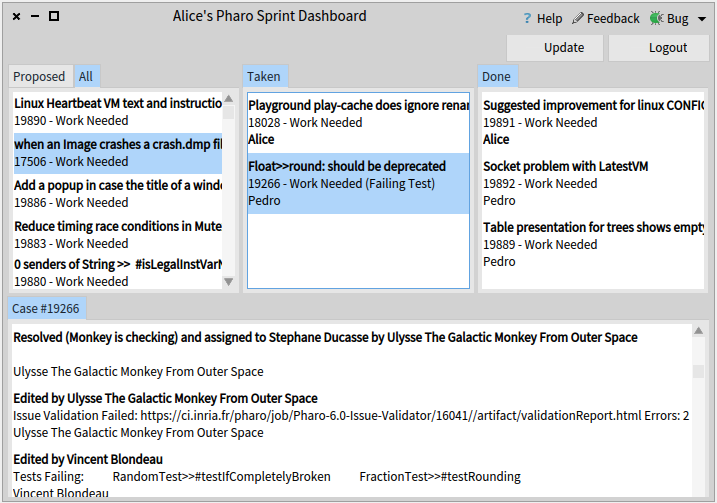 Alice's Pharo Sprint Dashboard
? Help Feedback Bug
Update Logout
Proposed All
Linux Heartbeat VM text and instructio
19890 - Work Needed
when an Image crashes a crash.dmp fil
17506 - Work Needed
Add a popup in case the title of a wind
19886 - Work Needed
Reduce timing race conditions in Mute
19883 - Work Needed
0 senders of String >> #isLegalInstVarN
19880 - Work Needed
Taken
Playground play-cache does ignore renar
18028 - Work Needed
Alice
Float>>round: should be deprecated
19266 - Work Needed (Failing Test)
Pedro
Done
Suggested improvement for linux CONFIG
19891 - Work Needed
Alice
Socket problem with LatestVM
19892 - Work Needed
Pedro
Table presentation for trees shows empty
19889 - Work Needed
Pedro
Case #19266
Resolved (Monkey is checking) and assigned to Stephane Ducasse by Ulysse The Galactic Monkey From Outer Space
Ulysse The Galactic Monkey From Outer Space
Edited by Ulysse The Galactic Monkey From Outer Space
Issue Validation Failed: https://ci.inria.fr/pharo/job/Pharo-6.0-Issue-Validator/16041//artifact/validationReport.html Errors: 2
Ulysse The Galactic Monkey From Outer Space
Edited by Vincent Blondeau
Tests Failing: RandomTest>>#testIfCompletelyBroken FractionTest>>#testRounding
Vincent Blondeau